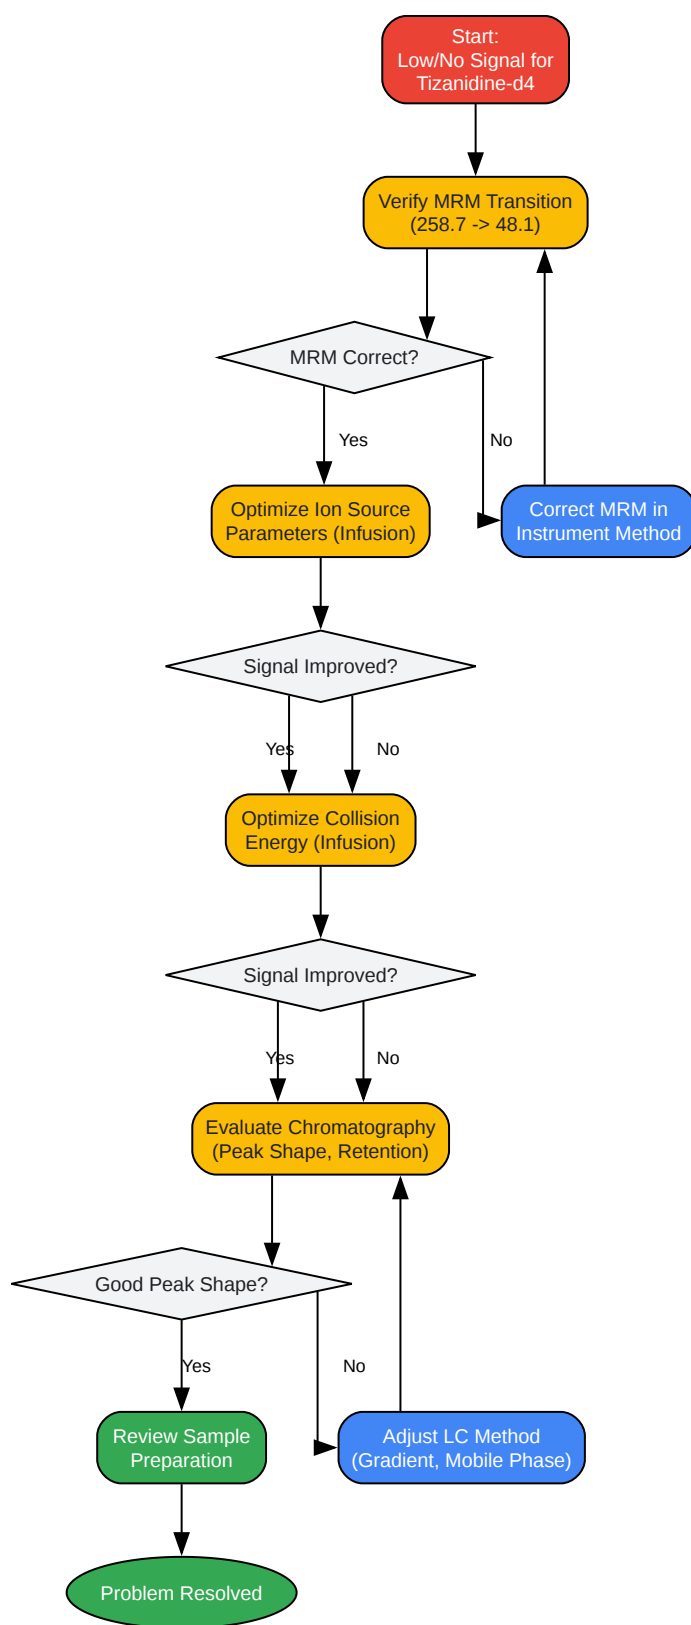 Start:
Low/No Signal for
Tizanidine-d4
Verify MRM Transition
(258.7 -> 48.1)
MRM Correct?
Yes
No
Optimize Ion Source
Parameters (Infusion)
Correct MRM in
Instrument Method
Signal Improved?
Yes
No
Optimize Collision
Energy (Infusion)
Signal Improved?
Yes
No
Evaluate Chromatography
(Peak Shape, Retention)
Good Peak Shape?
Yes
No
Review Sample
Preparation
Adjust LC Method
(Gradient, Mobile Phase)
Problem Resolved